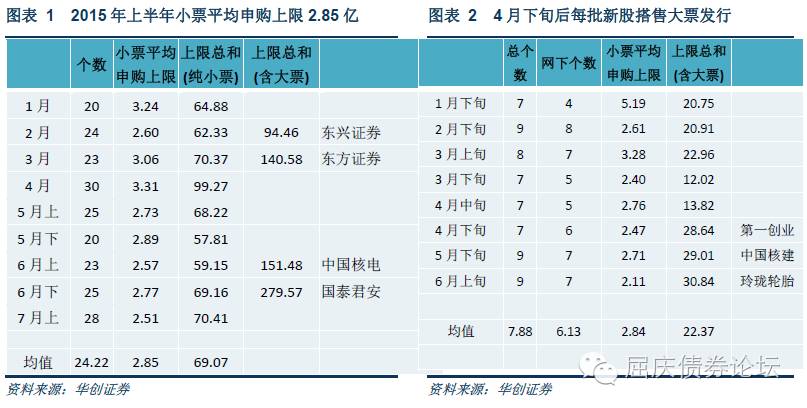 图表 1 2015 年上半年小票平均申购上限 2.85 亿
个数 小票平均申购上限 上限总和(纯小票) 上限总和(含大票)
1 月 20 3.24 64.88
2 月 24 2.60 62.33 94.46 东兴证券
3 月 23 3.06 70.37 140.58 东方证券
4 月 30 3.31 99.27
5 月上 25 2.73 68.22
5 月下 20 2.89 57.81
6 月上 23 2.57 59.15 151.48 中国核电
6 月下 25 2.77 69.16 279.57 国泰君安
7 月上 28 2.51 70.41
均值 24.22 2.85 69.07
资料来源：华创证券
图表 2 4 月下旬后每批新股搭售大票发行
总个数 网下个数 小票平均申购上限 上限总和(含大票)
1 月下旬 7 4 5.19 20.75
2 月下旬 9 8 2.61 20.91
3 月上旬 8 7 3.28 22.96
3 月下旬 7 5 2.40 12.02
4 月中旬 7 5 2.76 13.82
4 月下旬 7 6 2.47 28.64 第一创业
5 月下旬 9 7 2.71 29.01 中国核建
6 月上旬 9 7 2.11 30.84 玲珑轮胎
均值 7.88 6.13 2.84 22.37
资料来源：华创证券
屈庆债券论坛